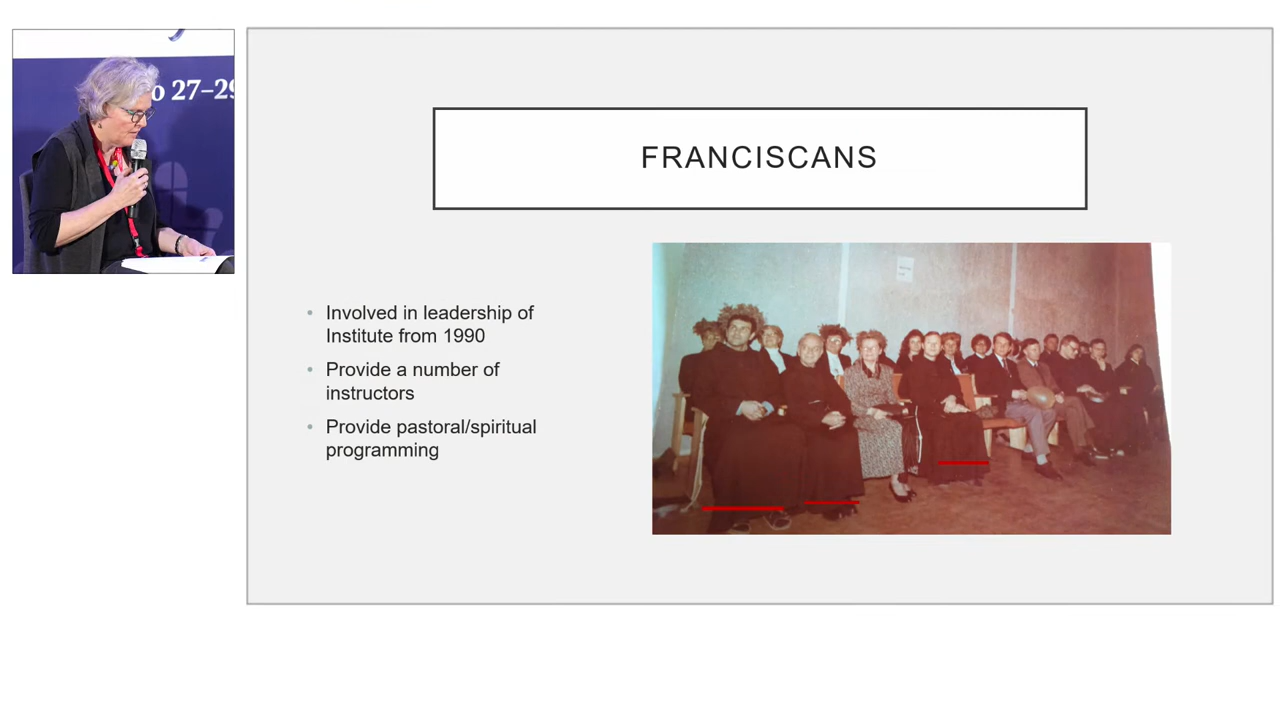 o 27–29
FRANCISCANS
• Involved in leadership of
Institute from 1990
• Provide a number of
instructors
• Provide pastoral/spiritual
programming